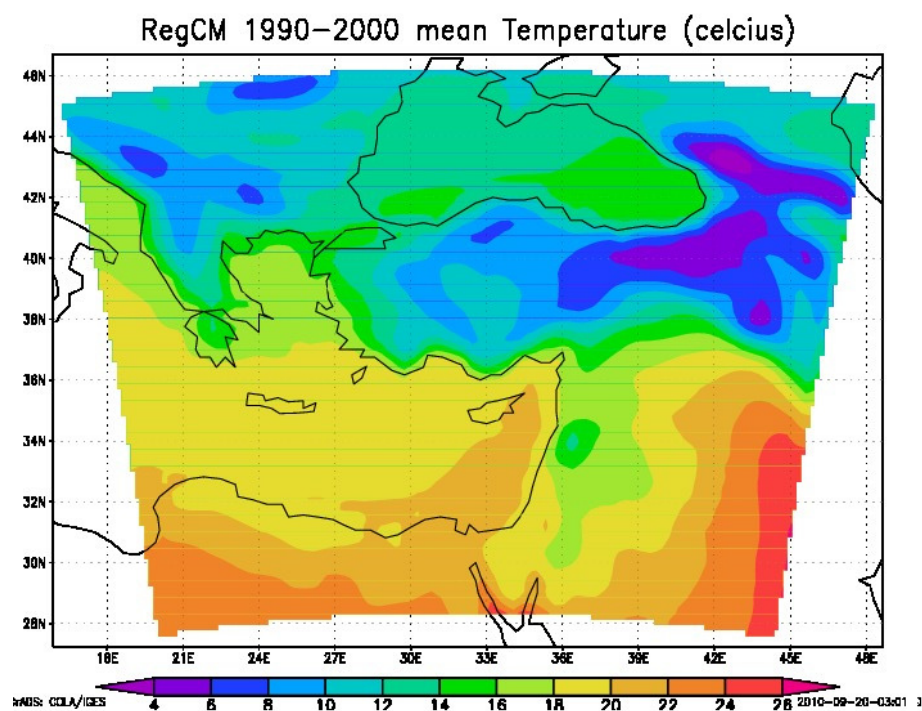 RegCM 1990-2000 mean Temperature (celcius)
46N
44N
42N
40N
38N
36N
34N
32N
30N
28N
18E 21E 24E 27E 30E 33E 36E 39E 42E 45E 48E
4 6 8 10 12 14 16 18 20 22 24 26
COLA/IGES 2010-09-20-03:01